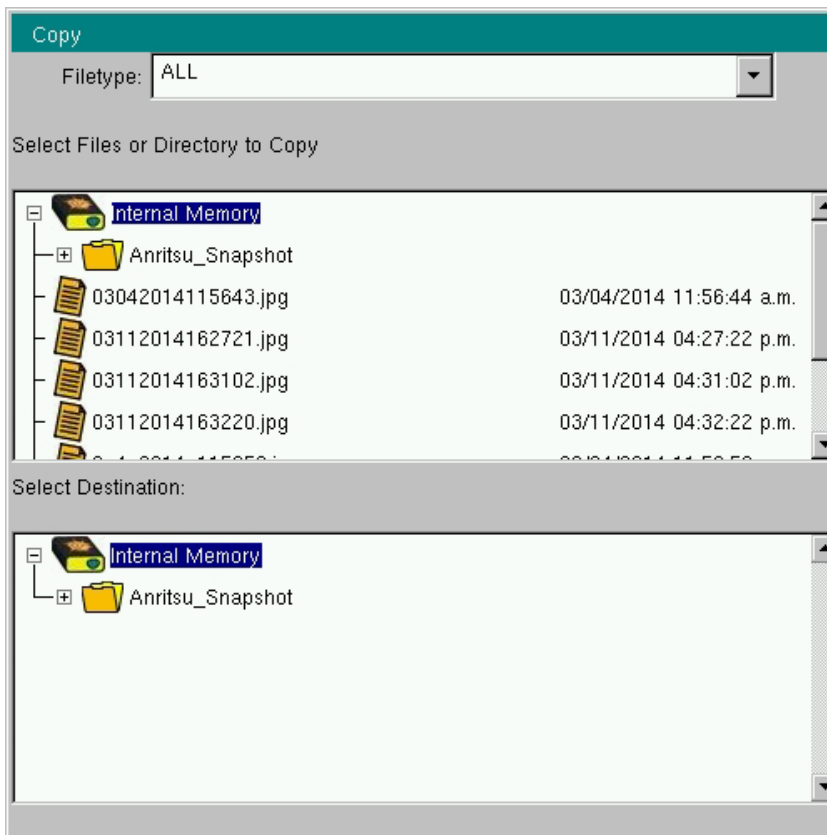 Copy
Filetype: ALL
Select Files or Directory to Copy
Internal Memory
Anritsu_Snapshot
03042014115643.jpg 03/04/2014 11:56:44 a.m.
03112014162721.jpg 03/11/2014 04:27:22 p.m.
03112014163102.jpg 03/11/2014 04:31:02 p.m.
03112014163220.jpg 03/11/2014 04:32:22 p.m.
Select Destination:
Internal Memory
Anritsu_Snapshot